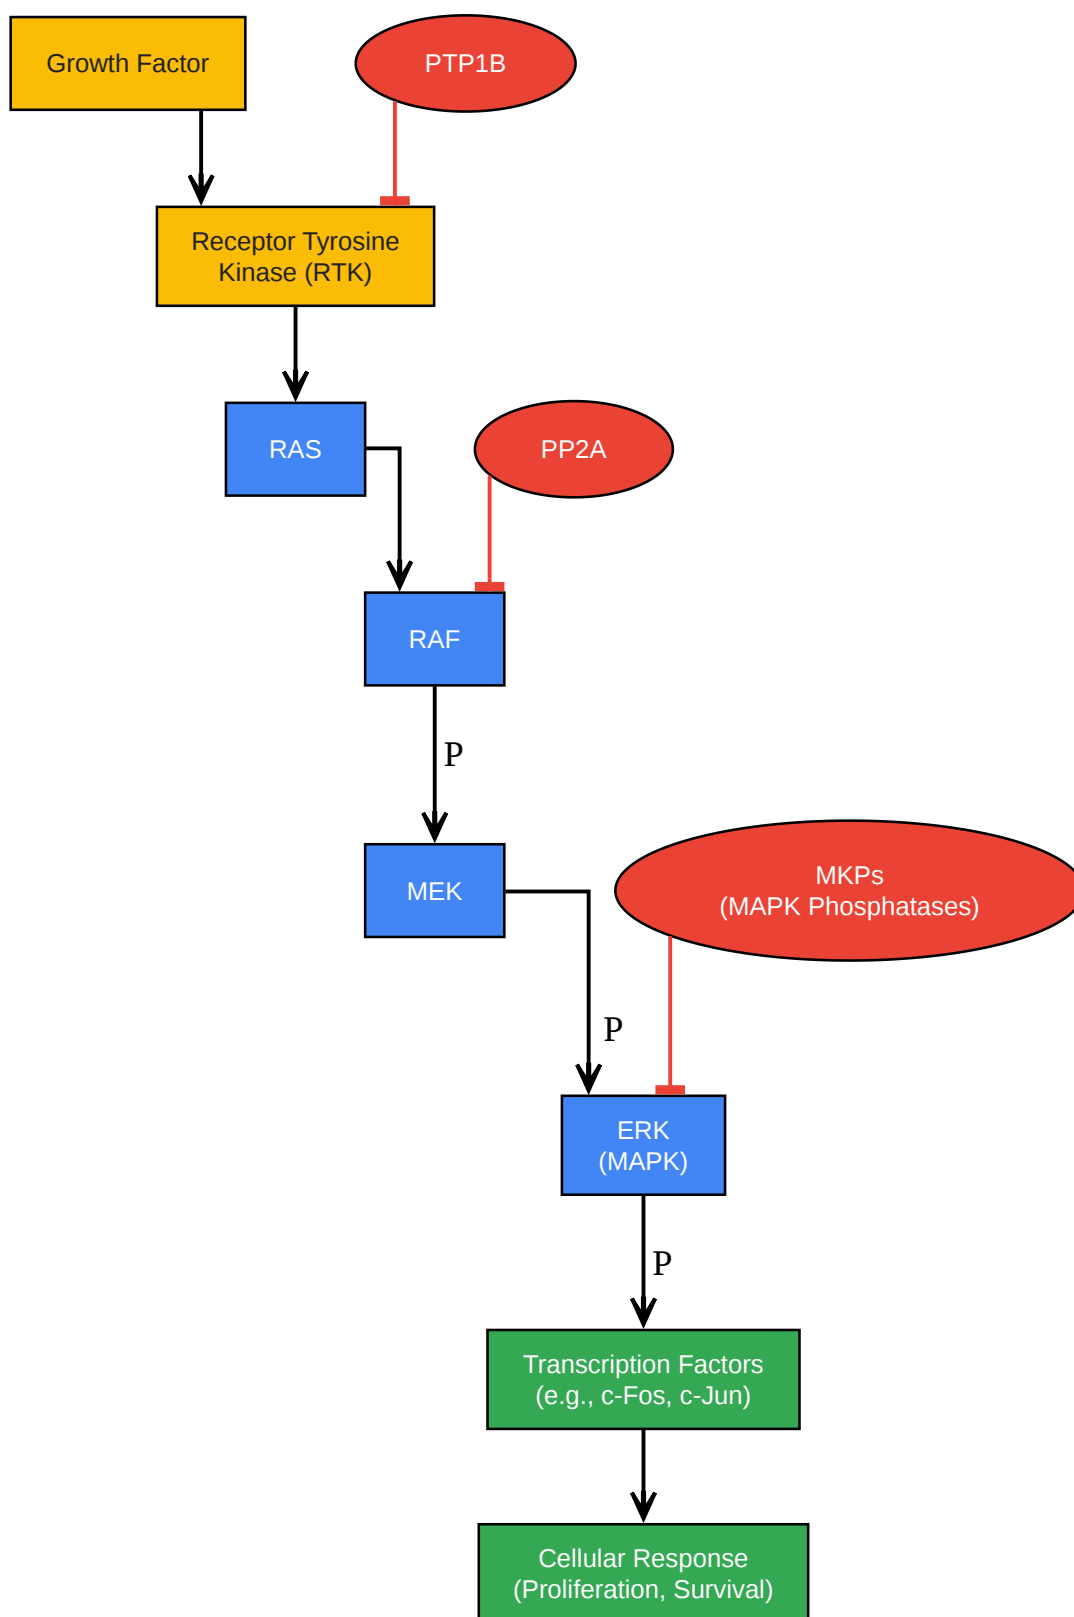 Growth Factor
PTP1B
Receptor Tyrosine
Kinase (RTK)
RAS
PP2A
RAF
P
MEK
MKPs
(MAPK Phosphatases)
P
ERK
(MAPK)
P
Transcription Factors
(e.g., c-Fos, c-Jun)
Cellular Response
(Proliferation, Survival)